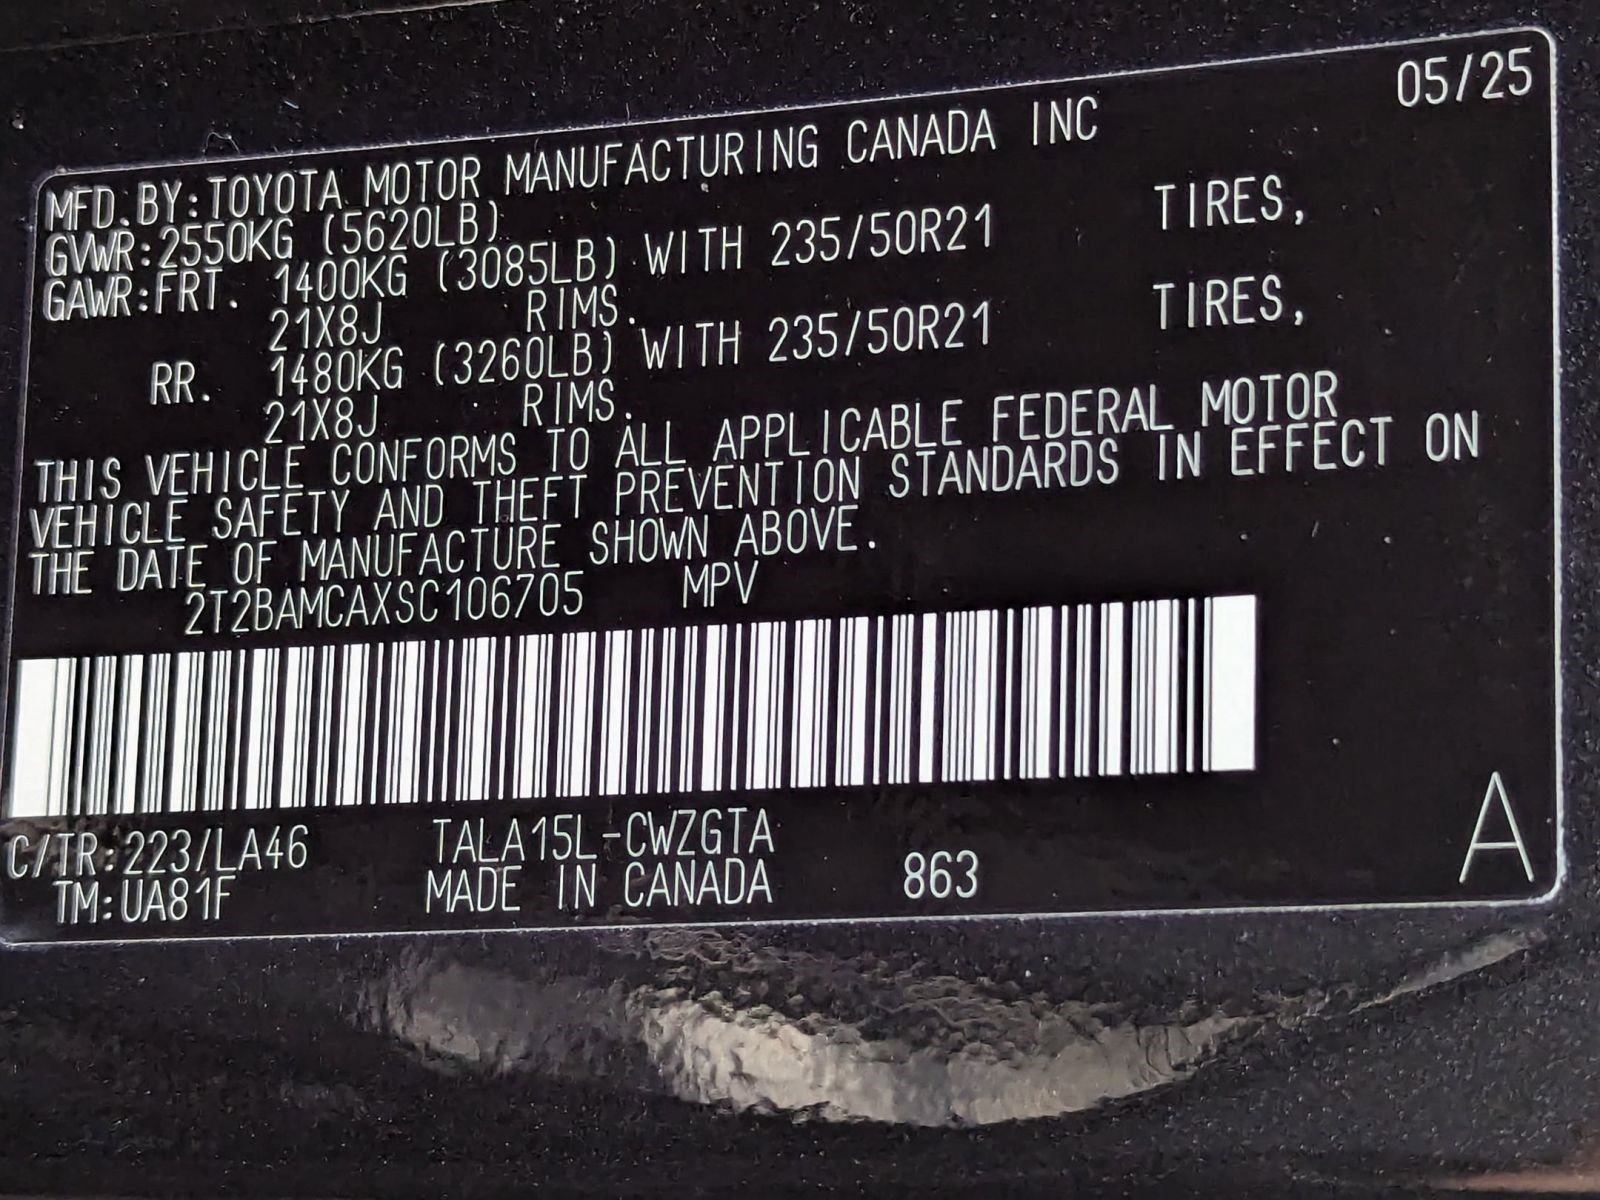 05/25
MFD. BY: TOYOTA MOTOR MANUFACTURING CANADA INC
GVWR: 2550KG (5620LB)
GAWR: FRT. 1400KG (3085LB) WITH 235/50R21 TIRES,
21X8J RIMS.
RR. 1480KG (3260LB) WITH 235/50R21 TIRES,
21X8J RIMS.
THIS VEHICLE CONFORMS TO ALL APPLICABLE FEDERAL MOTOR
VEHICLE SAFETY AND THEFT PREVENTION STANDARDS IN EFFECT ON
THE DATE OF MANUFACTURE SHOWN ABOVE.
2T2BAMCAXSC106705 MPV
C/TR: 223/LA46 TALA15L-CWZGTA
TM: UA81F MADE IN CANADA 863 A